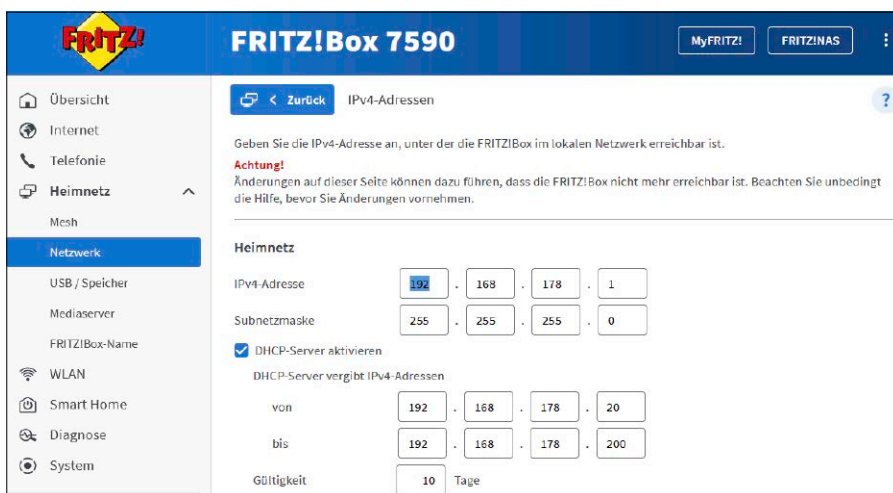 FRITZ!
FRITZ!Box 7590
MyFRITZ!
FRITZ!NAS
Übersicht
Internet
Telefonie
Heimnetz
Mesh
Netzwerk
USB / Speicher
Mediaserver
FRITZ!Box-Name
WLAN
Smart Home
Diagnose
System
< Zurück IPv4-Adressen
?
Geben Sie die IPv4-Adresse an, unter der die FRITZ!Box im lokalen Netzwerk erreichbar ist.
Achtung!
Änderungen auf dieser Seite können dazu führen, dass die FRITZ!Box nicht mehr erreichbar ist. Beachten Sie unbedingt
die Hilfe, bevor Sie Änderungen vornehmen.
Heimnetz
IPv4-Adresse 192 . 168 . 178 . 1
Subnetzmaske 255 . 255 . 255 . 0
DHCP-Server aktivieren
DHCP-Server vergibt IPv4-Adressen
von 192 . 168 . 178 . 20
bis 192 . 168 . 178 . 200
Gültigkeit 10 Tage